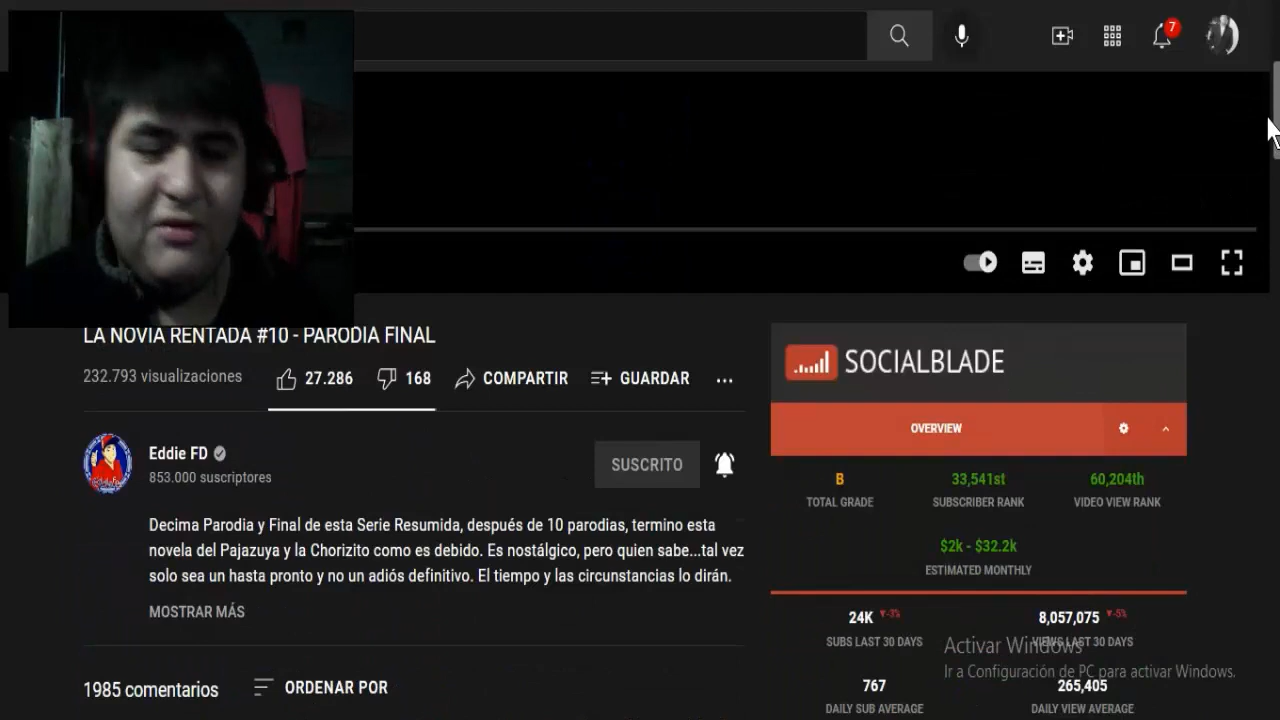 7
LA NOVIA RENTADA #10 - PARODIA FINAL
232.793 visualizaciones
27.286
168
COMPARTIR
GUARDAR
...
Eddie FD
853.000 suscriptores
SUSCRITO
Decima Parodia y Final de esta Serie Resumida, después de 10 parodias, termino esta
novela del Pajazuya y la Chorizito como es debido. Es nostálgico, pero quien sabe...tal vez
solo sea un hasta pronto y no un adiós definitivo. El tiempo y las circunstancias lo dirán.
MOSTRAR MÁS
1985 comentarios
ORDENAR POR
SOCIALBLADE
OVERVIEW
B 33,541st 60,204th
TOTAL GRADE SUBSCRIBER RANK VIDEO VIEW RANK
$2k - $32.2k
ESTIMATED MONTHLY
24K ▼-3% 8,057,075 ▼-5%
SUBS LAST 30 DAYS VIEWS LAST 30 DAYS
Activar Windows
Ir a Configuración de PC para activar Windows.
767 265,405
DAILY SUB AVERAGE DAILY VIEW AVERAGE